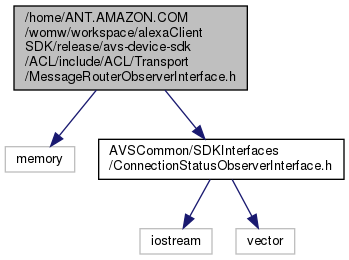 /home/ANT.AMAZON.COM
/womw/workspace/alexaClient
SDK/release/avs-device-sdk
/ACL/include/ACL/Transport
/MessageRouterObserverInterface.h
memory
AVSCommon/SDKInterfaces
/ConnectionStatusObserverInterface.h
iostream
vector